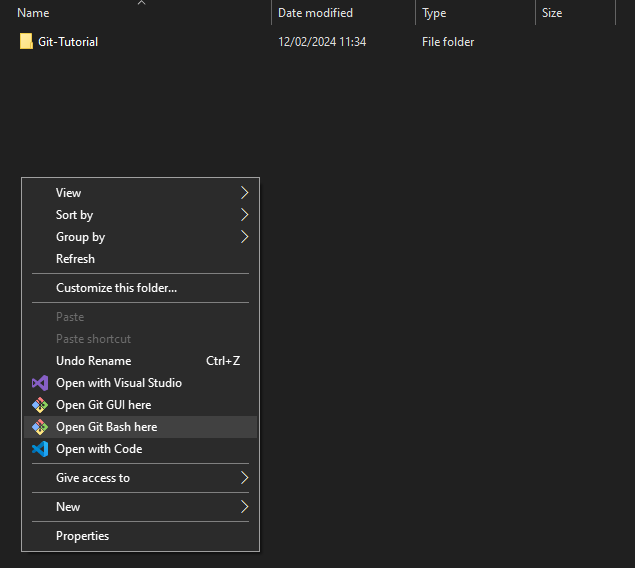 Name Date modified Type Size
Git-Tutorial 12/02/2024 11:34 File folder
View
Sort by
Group by
Refresh
Customize this folder...
Paste
Paste shortcut
Undo Rename Ctrl+Z
Open with Visual Studio
Open Git GUI here
Open Git Bash here
Open with Code
Give access to
New
Properties